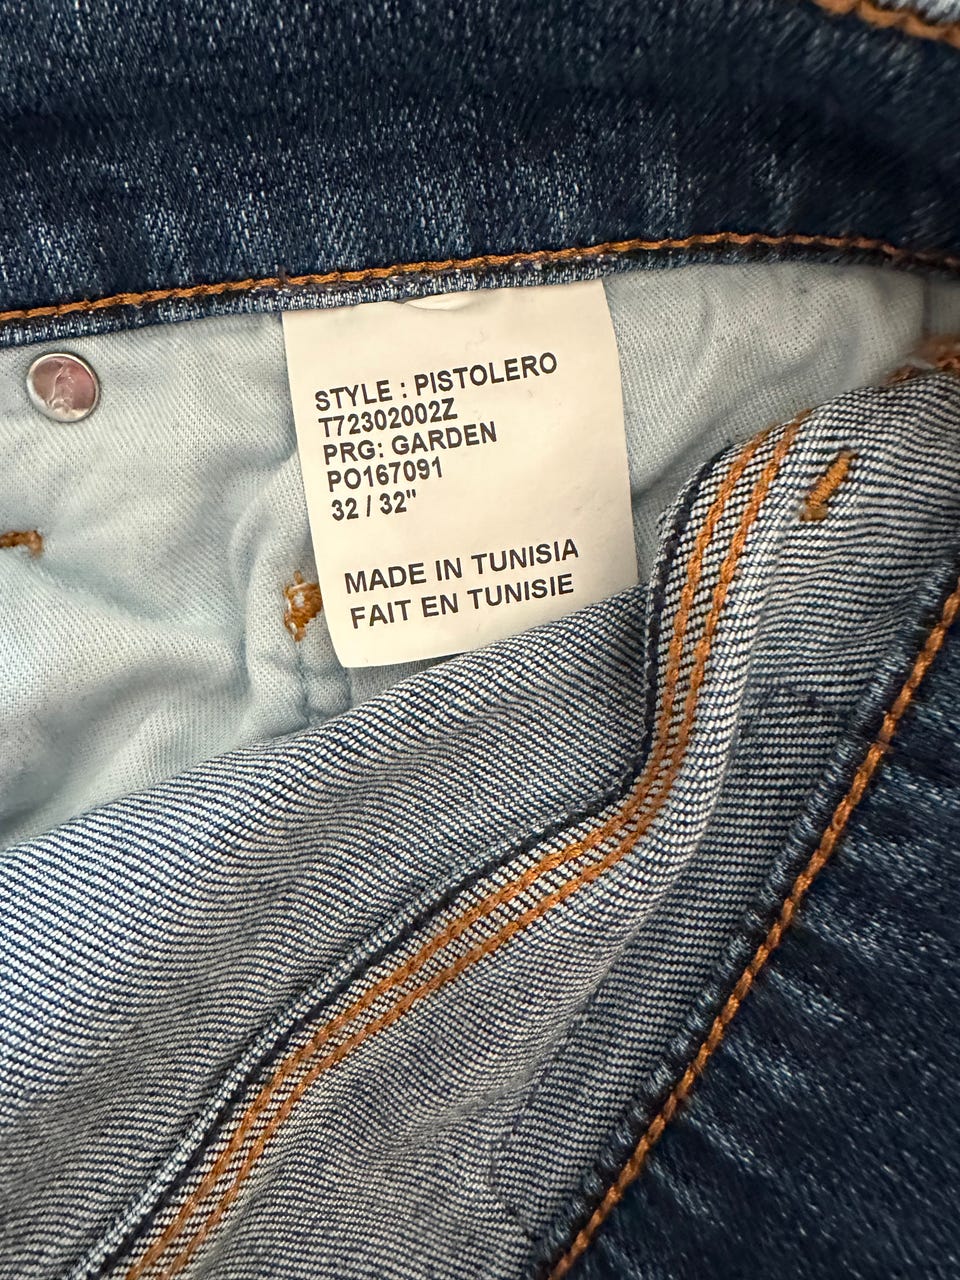 STYLE : PISTOLERO
T72302002Z
PRG: GARDEN
PO167091
32 / 32"
MADE IN TUNISIA
FAIT EN TUNISIE